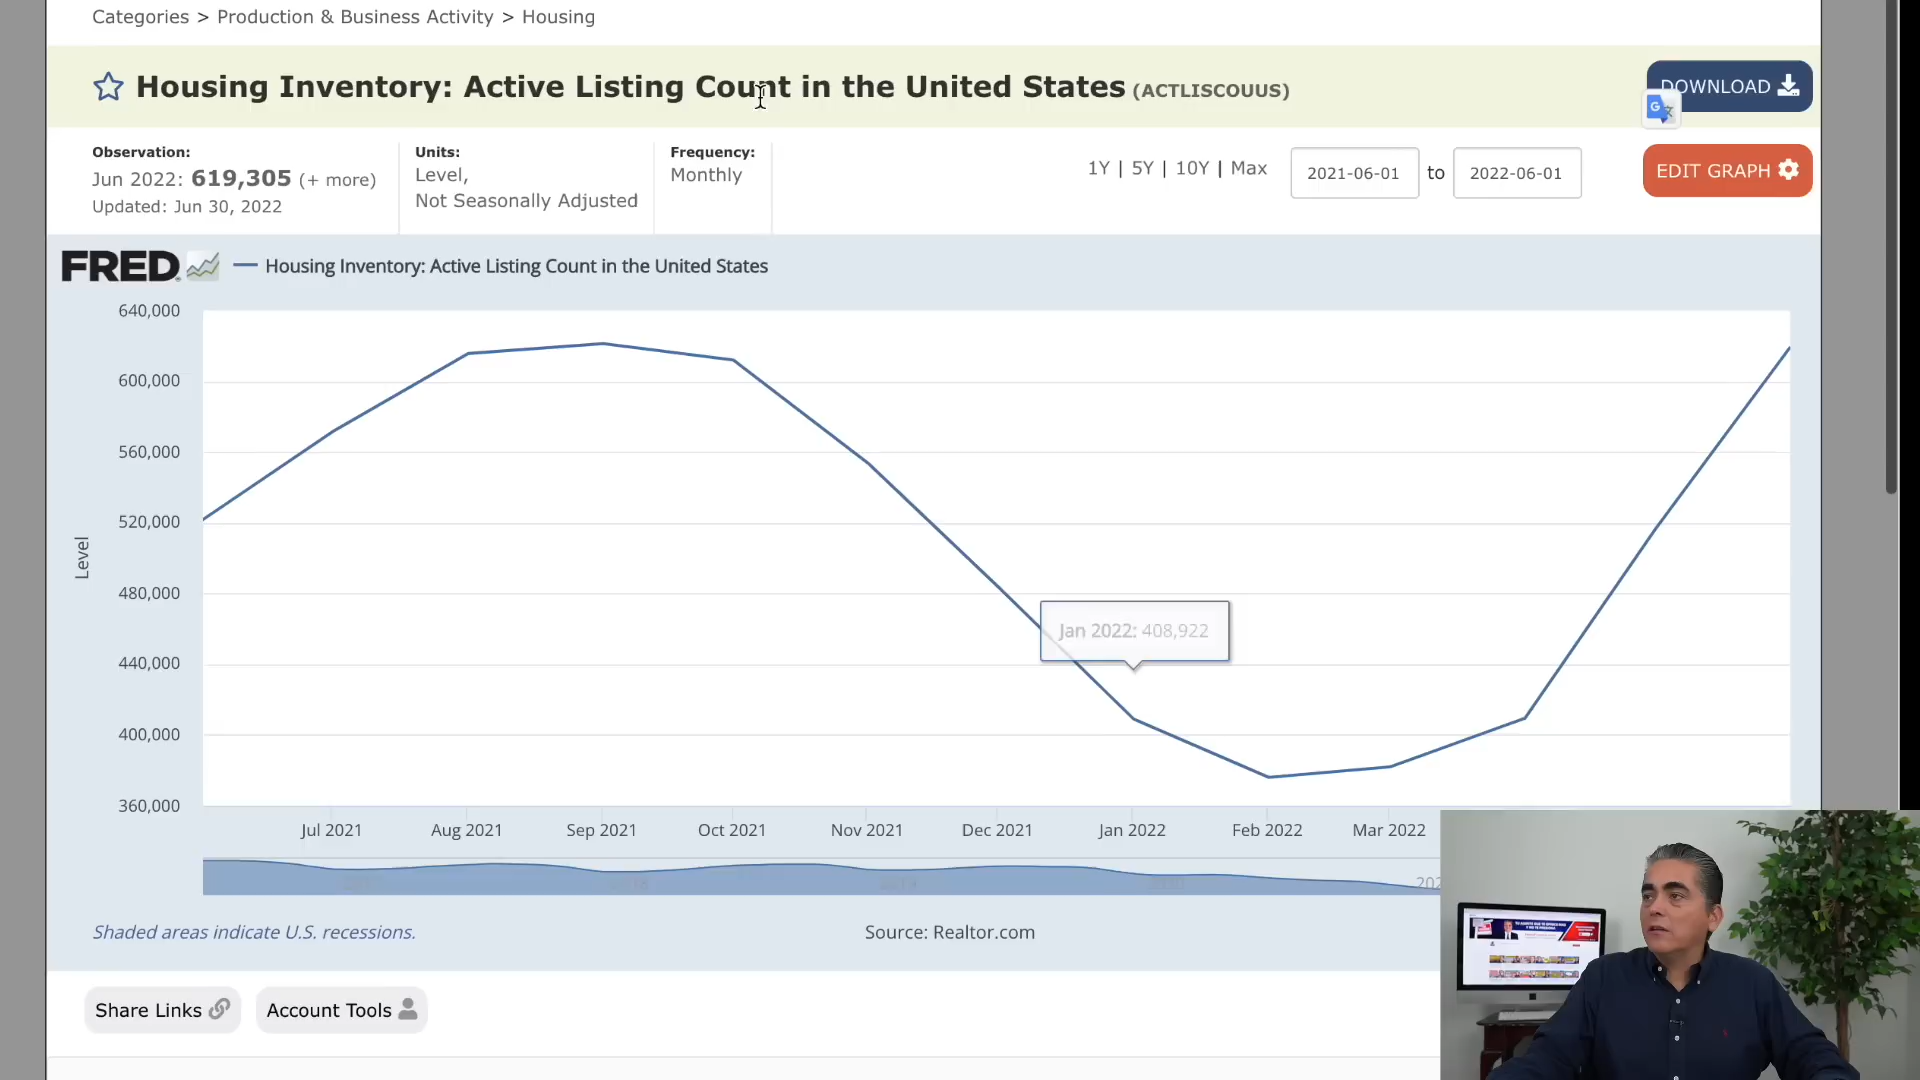 Categories > Production & Business Activity > Housing
Housing Inventory: Active Listing Count in the United States (ACTLISCOUUS)
DOWNLOAD
Observation:
Jun 2022: 619,305 (+ more)
Updated: Jun 30, 2022
Units:
Level,
Not Seasonally Adjusted
Frequency:
Monthly
1Y | 5Y | 10Y | Max
2021-06-01 to 2022-06-01
EDIT GRAPH
FRED
Housing Inventory: Active Listing Count in the United States
640,000
600,000
560,000
520,000
480,000
440,000
400,000
360,000
Level
Jan 2022: 408,922
Jul 2021 Aug 2021 Sep 2021 Oct 2021 Nov 2021 Dec 2021 Jan 2022 Feb 2022 Mar 2022
Shaded areas indicate U.S. recessions.
Source: Realtor.com
Share Links
Account Tools